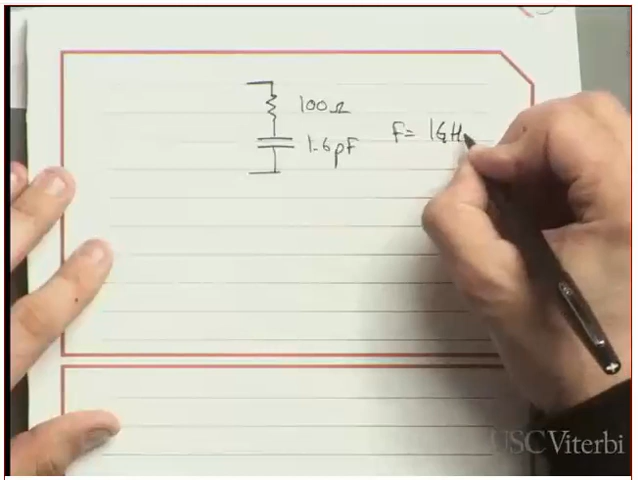 100Ω
1.6pF
F= 1GH
USC Viterbi